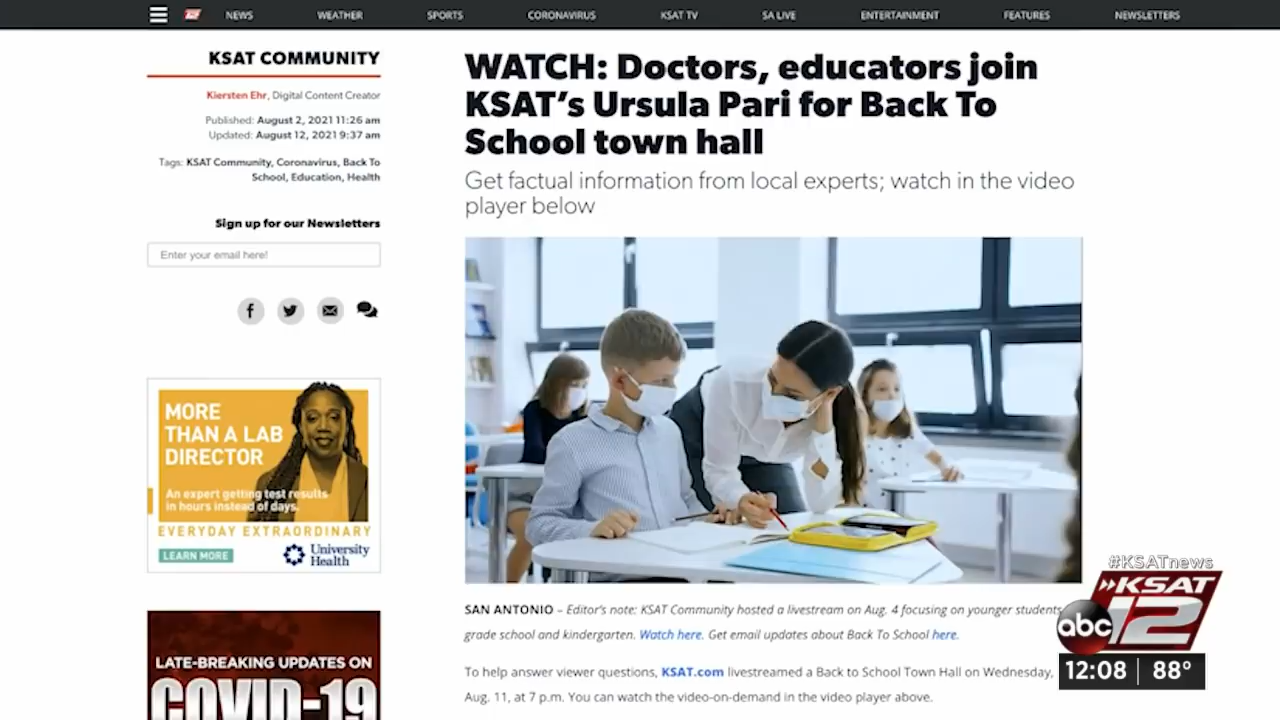 NEWS WEATHER SPORTS CORONAVIRUS KSAT TV SA LIVE ENTERTAINMENT FEATURES NEWSLETTERS
KSAT COMMUNITY
Kiersten Ehr, Digital Content Creator
Published: August 2, 2021 11:26 am
Updated: August 12, 2021 9:37 am
Tags: KSAT Community, Coronavirus, Back To
School, Education, Health
Sign up for our Newsletters
Enter your email here!
MORE
THAN A LAB
DIRECTOR
An expert getting test results
in hours instead of days.
EVERYDAY EXTRAORDINARY
LEARN MORE
University
Health
LATE-BREAKING UPDATES ON
COVID-19
WATCH: Doctors, educators join
KSAT's Ursula Pari for Back To
School town hall
Get factual information from local experts; watch in the video
player below
SAN ANTONIO – Editor's note: KSAT Community hosted a livestream on Aug. 4 focusing on younger students
grade school and kindergarten. Watch here. Get email updates about Back To School here.
To help answer viewer questions, KSAT.com livestreamed a Back to School Town Hall on Wednesday,
Aug. 11, at 7 p.m. You can watch the video-on-demand in the video player above.
#KSATnews
KSAT
abc 12
12:08 88°